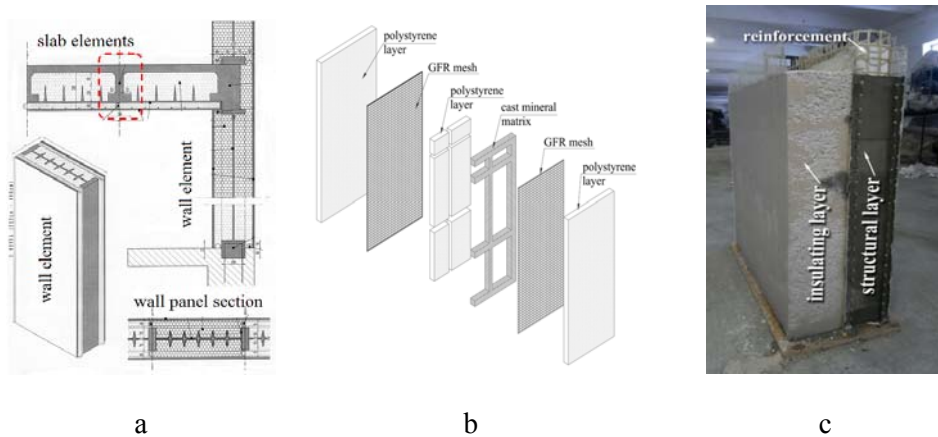 slab elements
wall element
wall element
wall panel section
polystyrene
layer
GFR mesh
polystyrene
layer
cast mineral
matrix
GFR mesh
polystyrene
layer
reinforcement
insulating layer
structural layer
a
b
c